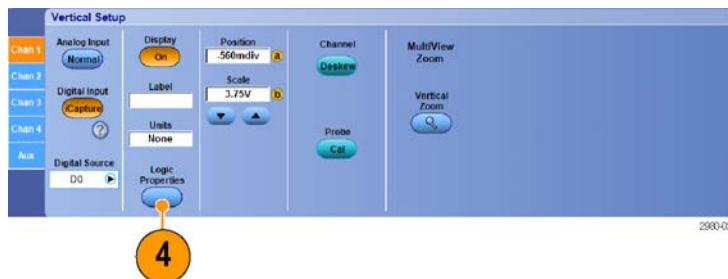 Vertical Setup
Chan 1
Chan 2
Chan 3
Chan 4
Aux
Analog Input
Normal
Digital Input
iCapture
?
Digital Source
D0
Display
On
Label
Units
None
Logic
Properties
Position
-560mdiv
a
Scale
3.75V
b
Channel
Deskew
Probe
Cal
MultiView
Zoom
Vertical
Zoom
4